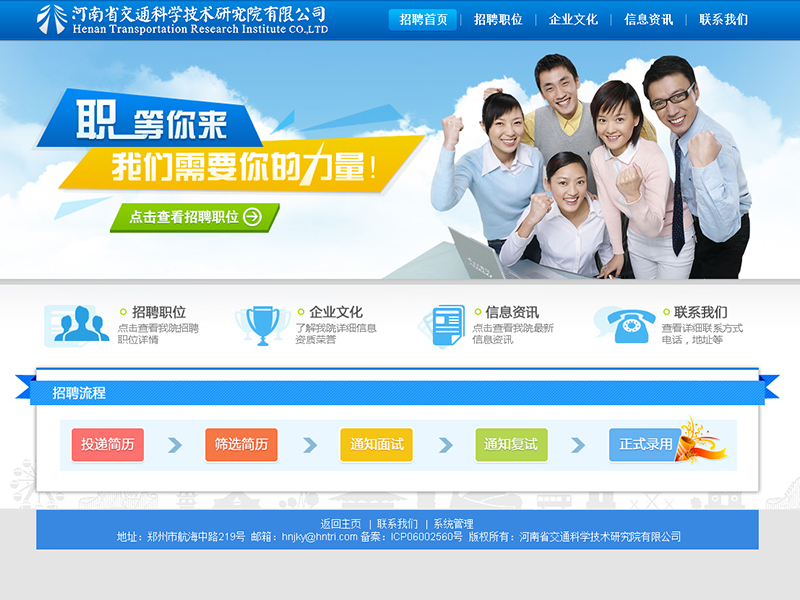 河南省交通科学技术研究院有限公司
Henan Transportation Research Institute CO.,LTD
招聘首页 | 招聘职位 | 企业文化 | 信息资讯 | 联系我们
职等你来
我们需要你的力量!
点击查看招聘职位
招聘职位
点击查看我院招聘
职位详情
企业文化
了解我院详细信息
资质荣誉
信息资讯
点击查看我院最新
信息资讯
联系我们
查看详细联系方式
电话，地址等
招聘流程
投递简历 筛选简历 通知面试 通知复试 正式录用
返回主页 | 联系我们 | 系统管理
地址：郑州市航海中路219号 邮箱：hnjky@hntri.com 备案：ICP06002560号 版权所有：河南省交通科学技术研究院有限公司